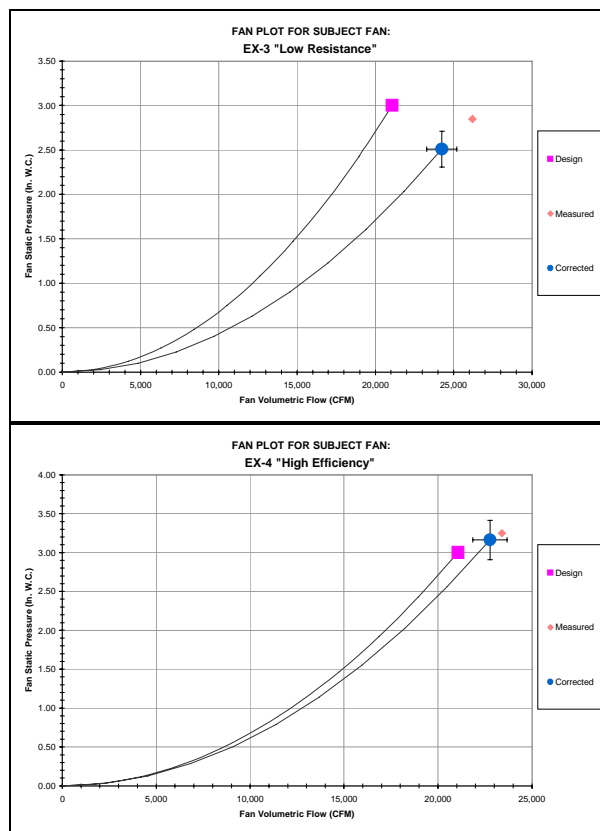 FAN PLOT FOR SUBJECT FAN:
EX-3 "Low Resistance"
3.50
3.00
2.50
2.00
1.50
1.00
0.50
0.00
Fan Static Pressure (In. W.C.)
0 5,000 10,000 15,000 20,000 25,000 30,000
Fan Volumetric Flow (CFM)
Design
Measured
Corrected
FAN PLOT FOR SUBJECT FAN:
EX-4 "High Efficiency"
4.00
3.50
3.00
2.50
2.00
1.50
1.00
0.50
0.00
Fan Static Pressure (In. W.C.)
0 5,000 10,000 15,000 20,000 25,000
Fan Volumetric Flow (CFM)
Design
Measured
Corrected